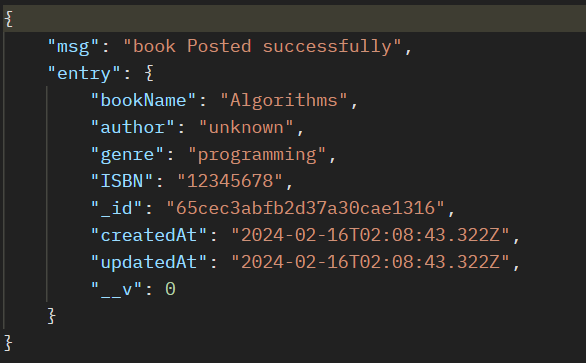 {
"msg": "book Posted successfully",
"entry": {
"bookName": "Algorithms",
"author": "unknown",
"genre": "programming",
"ISBN": "12345678",
"_id": "65cec3abfb2d37a30cae1316",
"createdAt": "2024-02-16T02:08:43.322Z",
"updatedAt": "2024-02-16T02:08:43.322Z",
"__v": 0
}
}